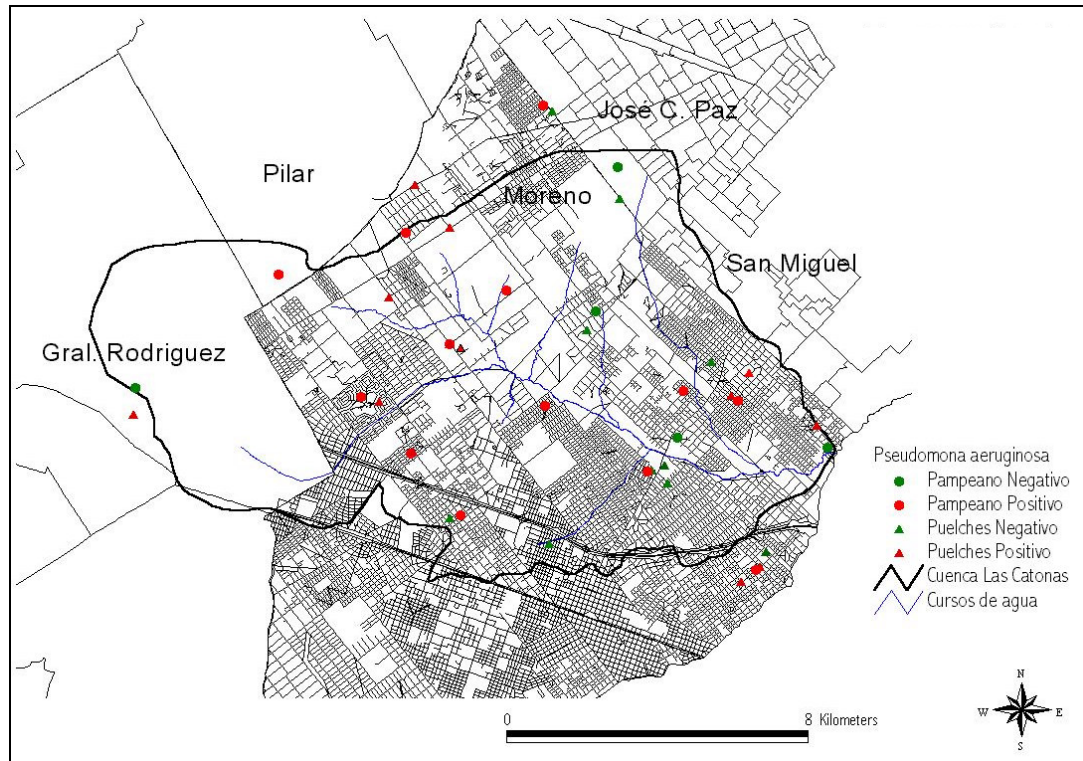 José C. Paz
Pilar
Moreno
San Miguel
Gral. Rodriguez
Pseudomona aeruginosa
Pampeano Negativo
Pampeano Positivo
Puelches Negativo
Puelches Positivo
Cuenca Las Catonas
Cursos de agua
0 8 Kilometers
N
W E
S